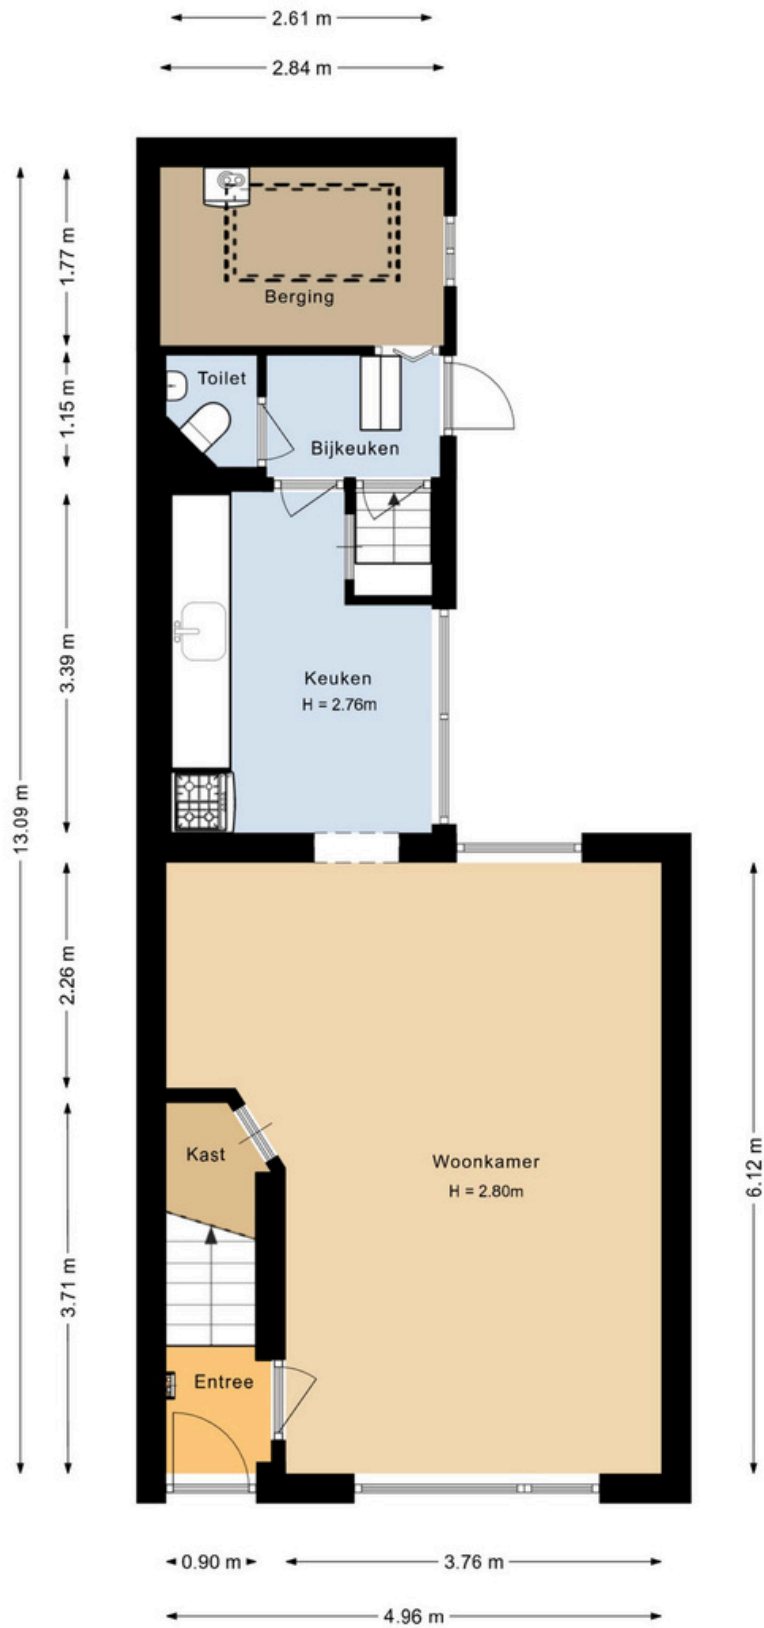 2.61 m
2.84 m
1.77 m
Berging
1.15 m
Toilet
Bijkeuken
3.39 m
Keuken
H = 2.76m
13.09 m
2.26 m
Kast
Woonkamer
H = 2.80m
6.12 m
3.71 m
Entree
0.90 m
3.76 m
4.96 m